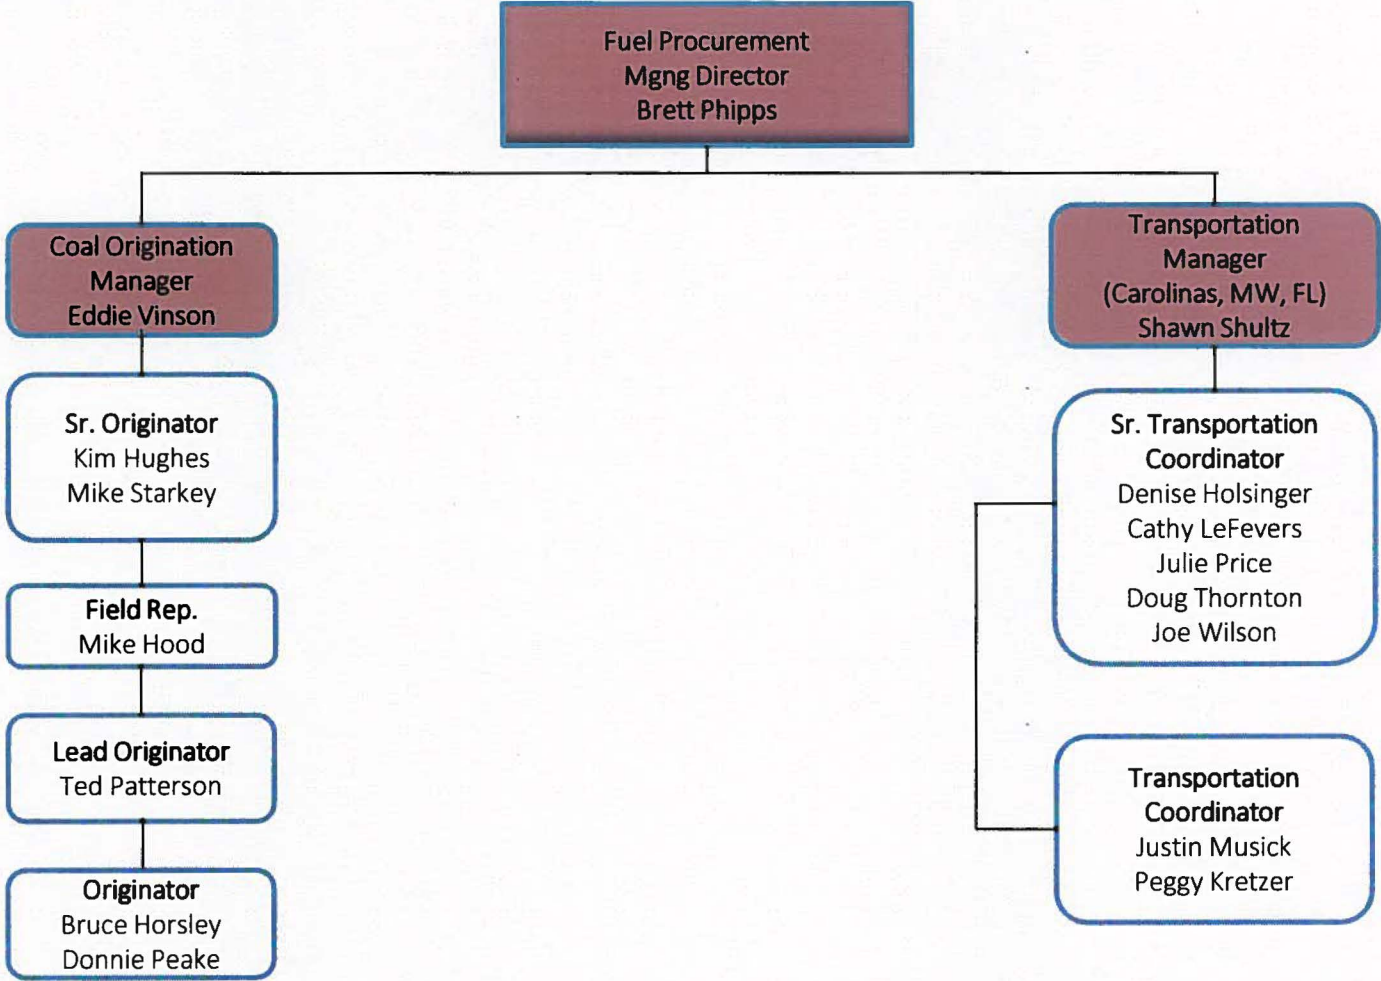 Fuel Procurement
Mgng Director
Brett Phipps
Coal Origination
Manager
Eddie Vinson
Sr. Originator
Kim Hughes
Mike Starkey
Field Rep.
Mike Hood
Lead Originator
Ted Patterson
Originator
Bruce Horsley
Donnie Peake
Transportation
Manager
(Carolinas, MW, FL)
Shawn Shultz
Sr. Transportation
Coordinator
Denise Holsinger
Cathy LeFevers
Julie Price
Doug Thornton
Joe Wilson
Transportation
Coordinator
Justin Musick
Peggy Kretzer